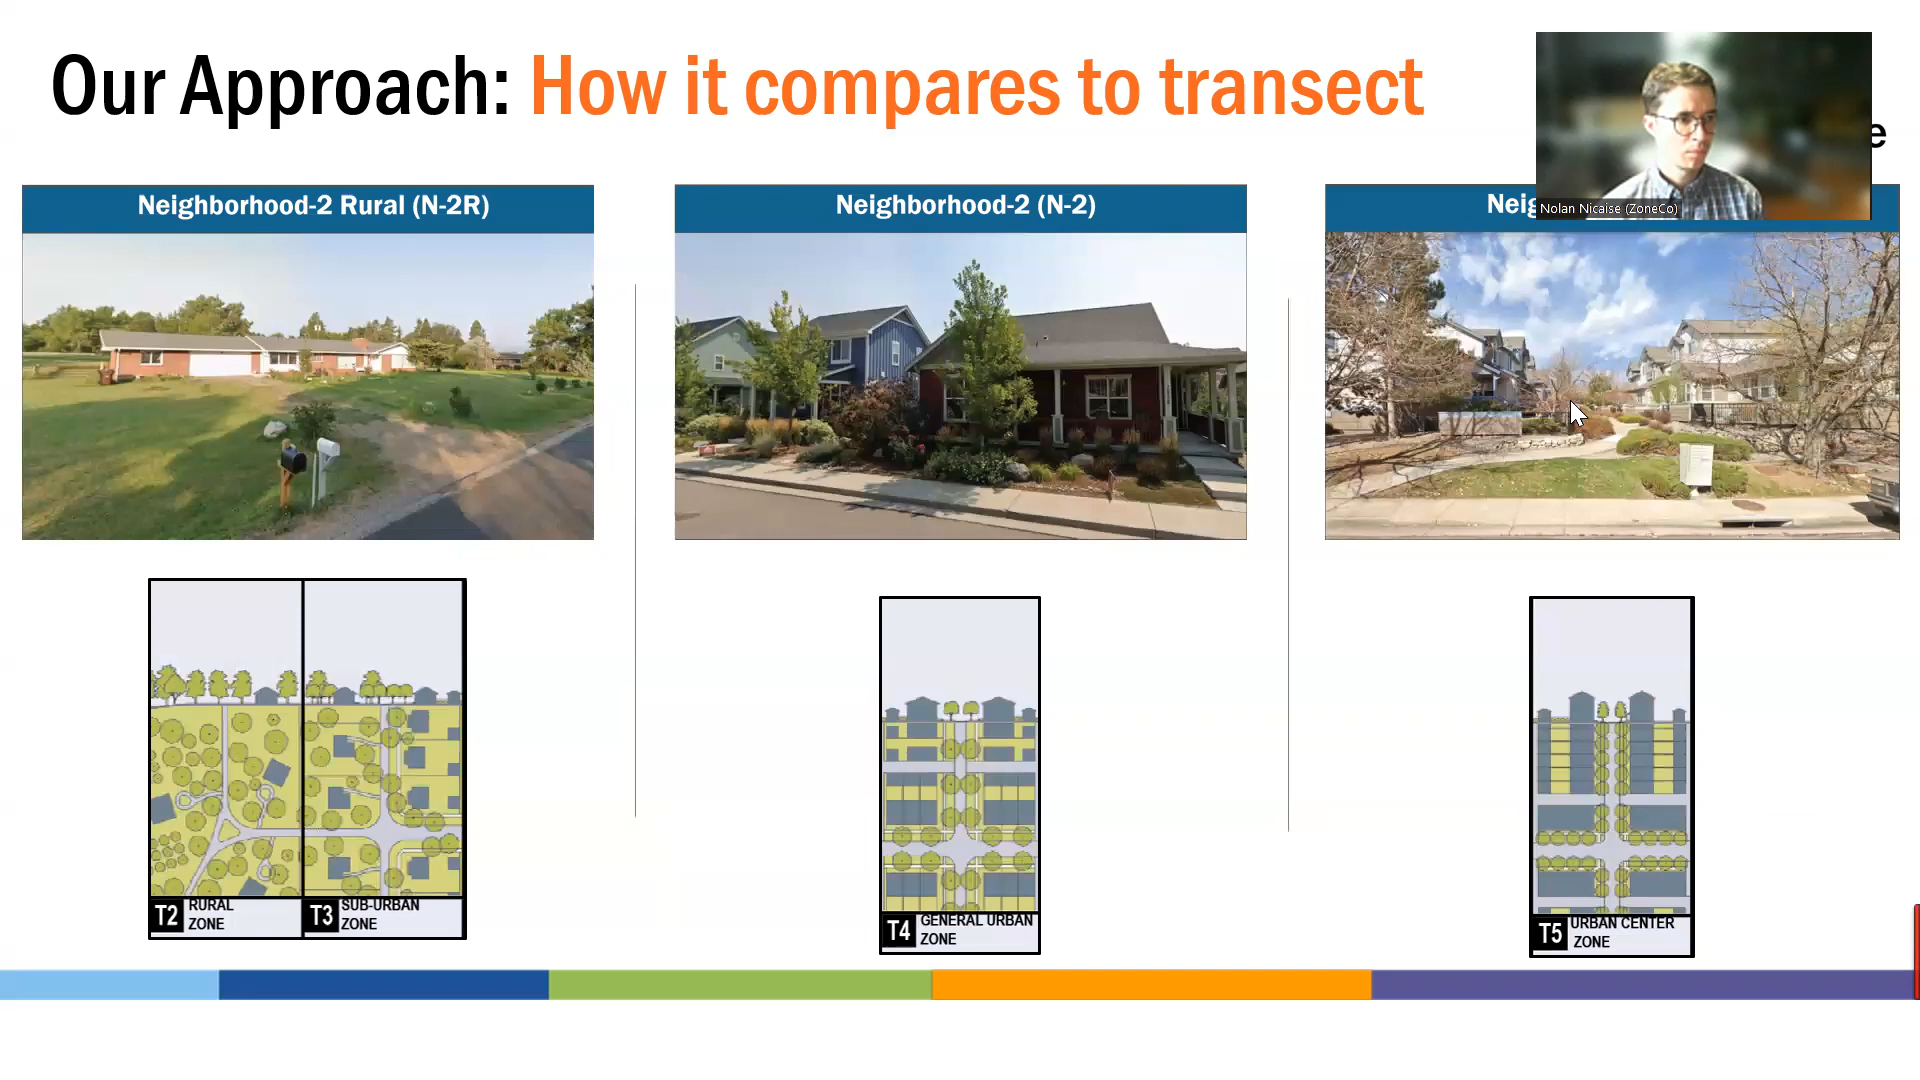 Our Approach: How it compares to transect
e
Nolan Nicaise (ZoneCo)
Neighborhood-2 Rural (N-2R)
Neighborhood-2 (N-2)
Neig
T2 RURAL ZONE
T3 SUB-URBAN ZONE
T4 GENERAL URBAN ZONE
T5 URBAN CENTER ZONE